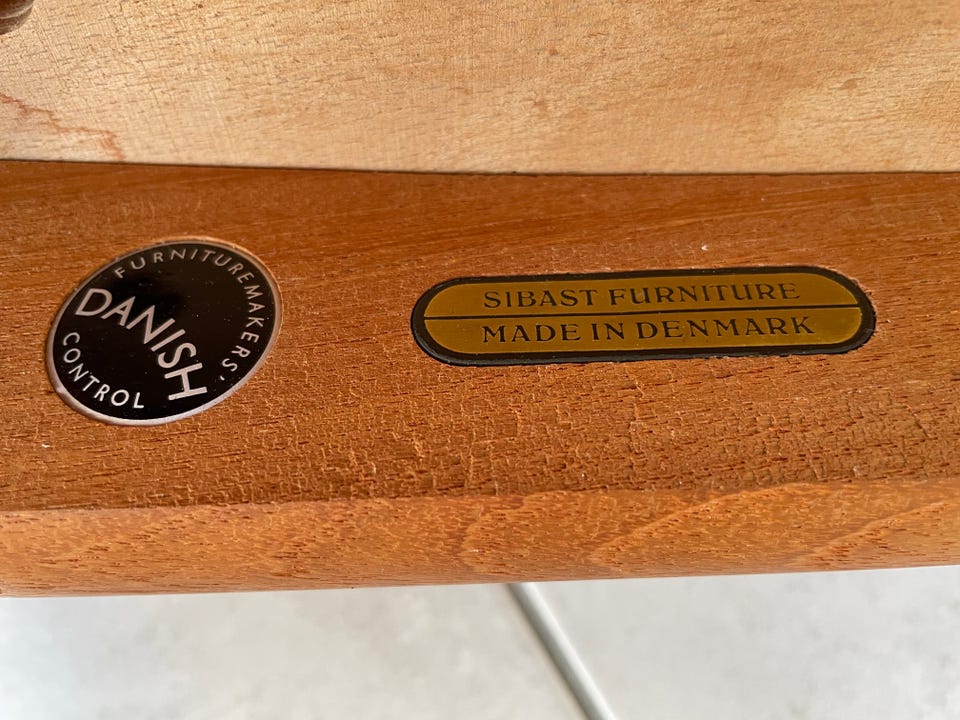 FURNITUREMAKERS'
DANISH
CONTROL
SIBAST FURNITURE
MADE IN DENMARK